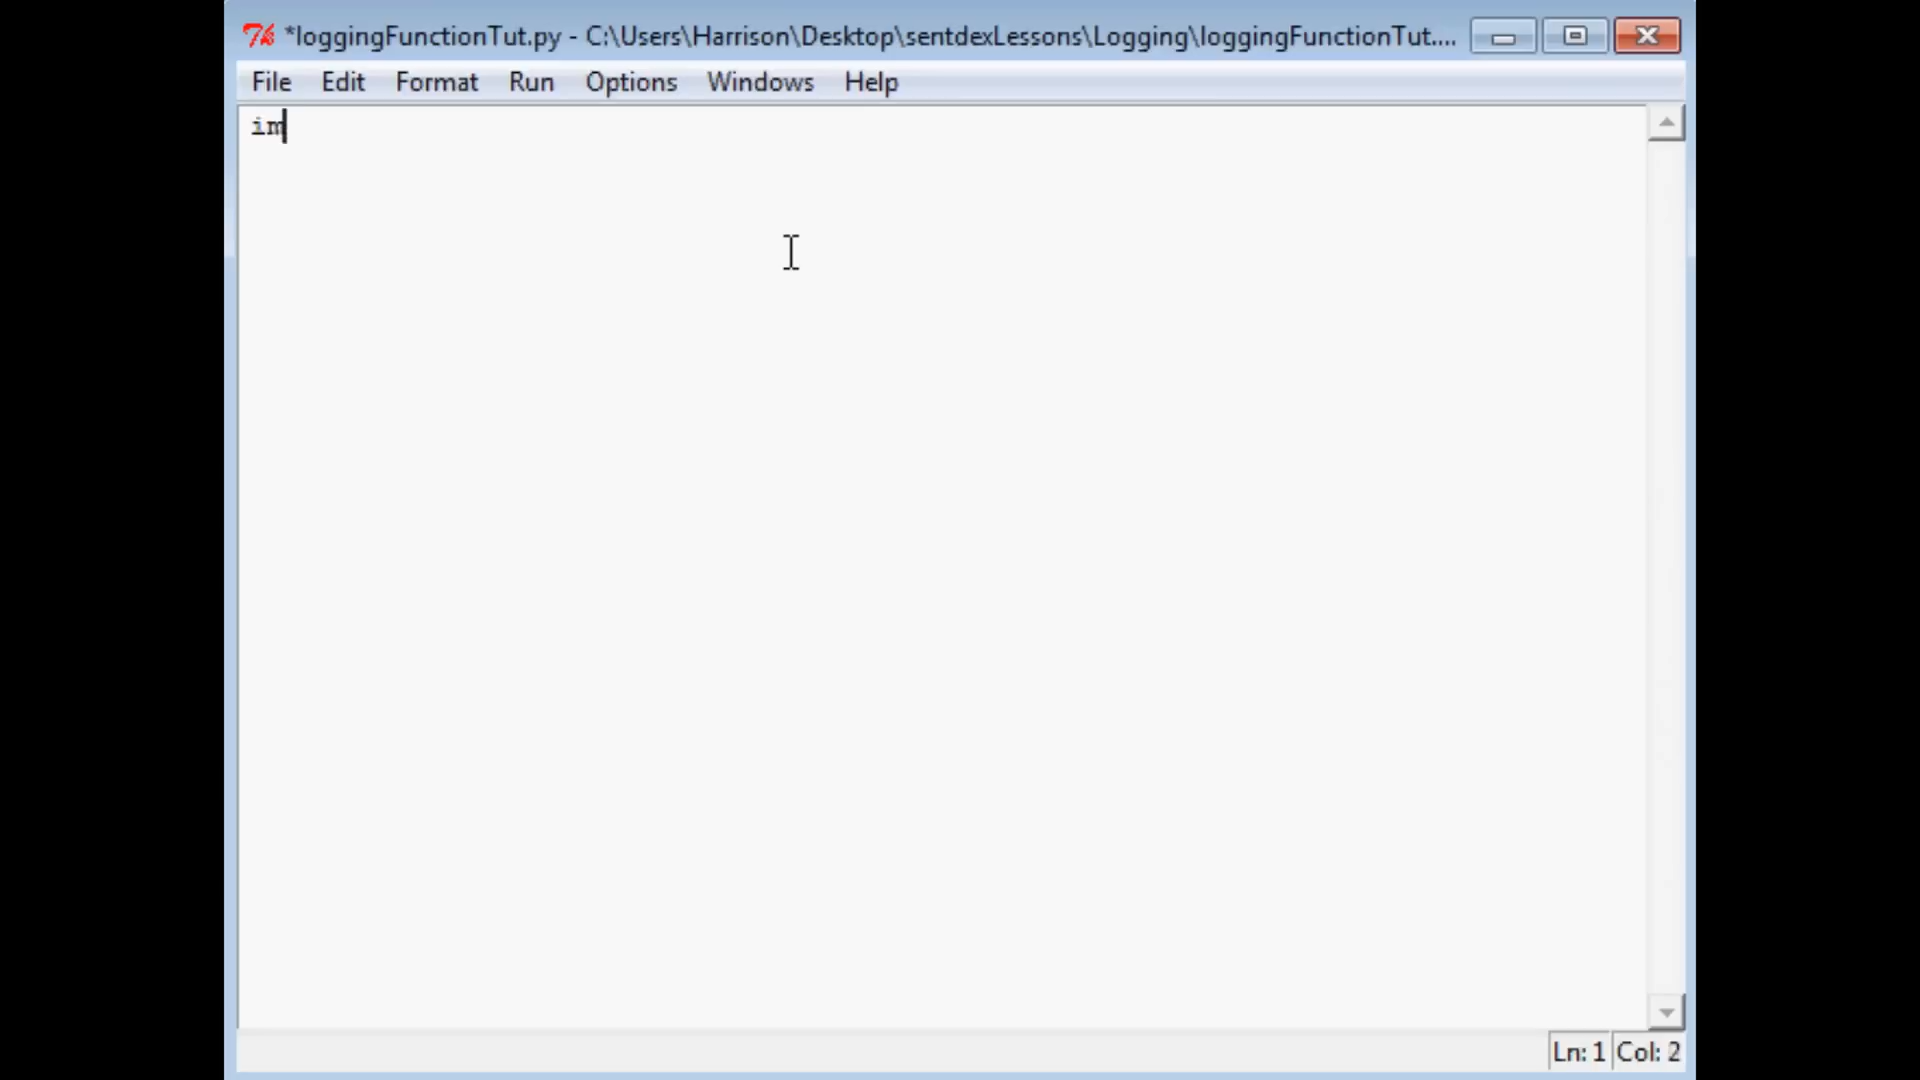 *loggingFunctionTut.py - C:\Users\Harrison\Desktop\sentdexLessons\Logging\loggingFunctionTut....
File Edit Format Run Options Windows Help
im
Ln: 1 Col: 2